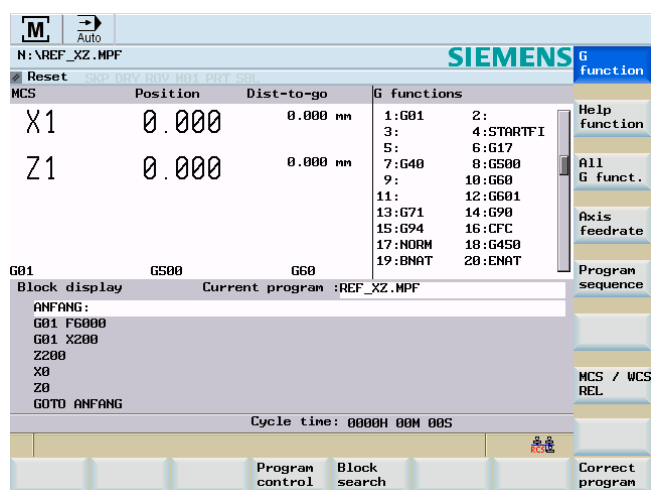 M Auto
N:\REF_XZ.MPF
SIEMENS
Reset SKP DRY ROV M01 PRT SBL
MCS Position Dist-to-go
X1 0.000 0.000 mm
Z1 0.000 0.000 mm
G01 G500 G60
G functions
1:G01 2:
3: 4:STARTFI
5: 6:G17
7:G40 8:G500
9: 10:G60
11: 12:G601
13:G71 14:G90
15:G94 16:CFC
17:NORM 18:G450
19:BNAT 20:ENAT
Block display Current program :REF_XZ.MPF
ANFANG:
G01 F6000
G01 X200
Z200
X0
Z0
GOTO ANFANG
Cycle time: 0000H 00M 00S
RCS
G
function
Help
function
All
G funct.
Axis
feedrate
Program
sequence
MCS / WCS
REL
Program
control
Block
search
Correct
program